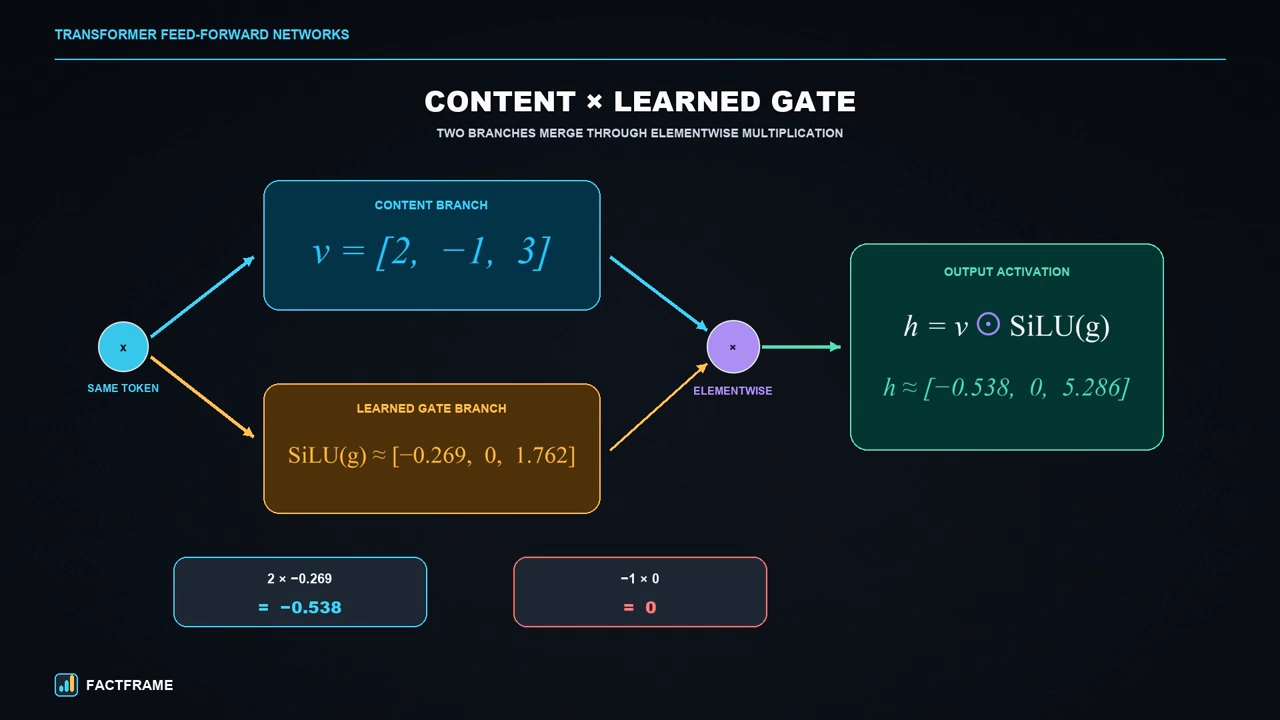 TRANSFORMER FEED-FORWARD NETWORKS
CONTENT × LEARNED GATE
TWO BRANCHES MERGE THROUGH ELEMENTWISE MULTIPLICATION
CONTENT BRANCH
v = [2, −1, 3]
x
SAME TOKEN
LEARNED GATE BRANCH
SiLU(g) ≈ [−0.269, 0, 1.762]
×
ELEMENTWISE
OUTPUT ACTIVATION
h = v ⊙ SiLU(g)
h ≈ [−0.538, 0, 5.286]
2 × −0.269
= −0.538
−1 × 0
= 0
FACTFRAME